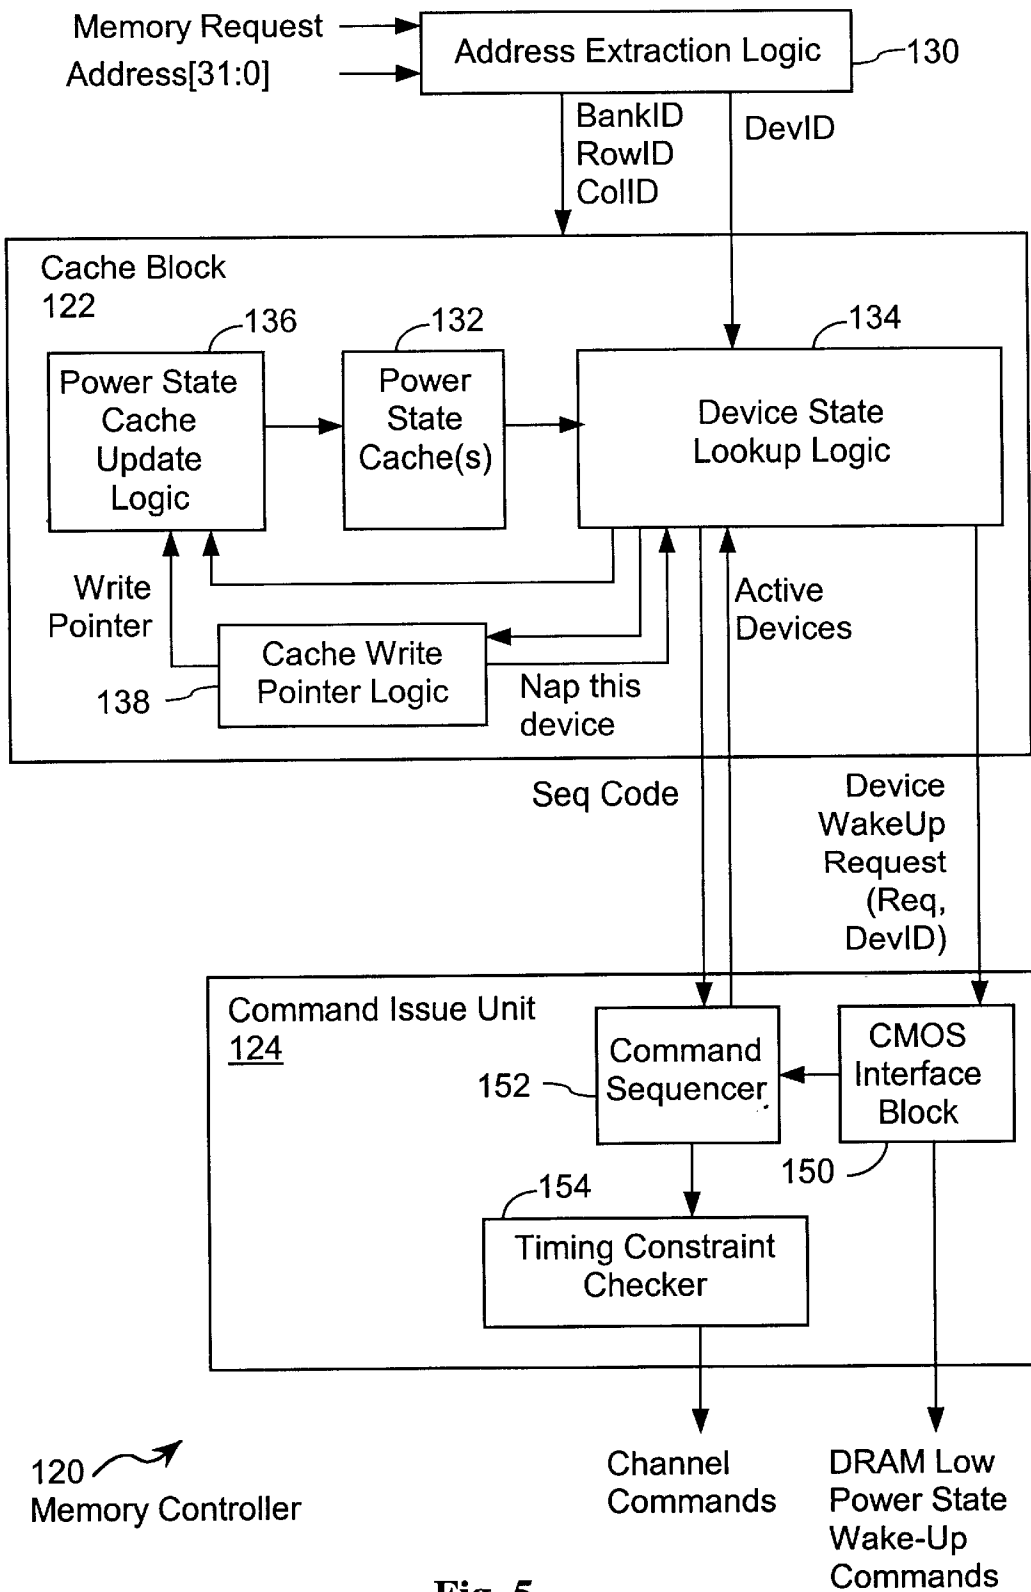 Memory Request
Address[31:0]
Address Extraction Logic
130
BankID
RowID
ColID
DevID
Cache Block
122
136
132
134
Power State
Cache
Update
Logic
Power
State
Cache(s)
Device State
Lookup Logic
Write
Pointer
Active
Devices
Cache Write
Pointer Logic
138
Nap this
device
Seq Code
Device
WakeUp
Request
(Req,
DevID)
Command Issue Unit
124
Command
Sequencer
152
CMOS
Interface
Block
150
154
Timing Constraint
Checker
120
Memory Controller
Channel
Commands
DRAM Low
Power State
Wake-Up
Commands
Fig. 5